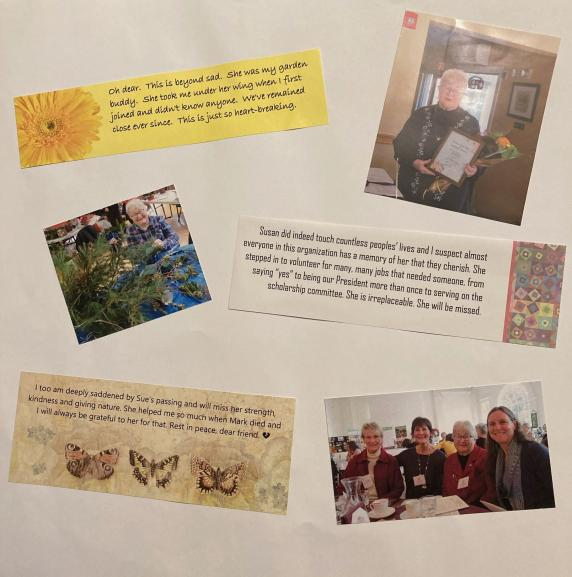 Oh dear. This is beyond sad. She was my garden
buddy. She took me under her wing when I first
joined and didn't know anyone. We've remained
close ever since. This is just so heart-breaking.
Susan did indeed touch countless peoples' lives and I suspect almost
everyone in this organization has a memory of her that they cherish. She
stepped in to volunteer for many, many jobs that needed someone, from
saying "yes" to being our President more than once to serving on the
scholarship committee. She is irreplaceable. She will be missed.
I too am deeply saddened by Sue's passing and will miss her strength,
kindness and giving nature. She helped me so much when Mark died and
I will always be grateful to her for that. Rest in peace, dear friend.